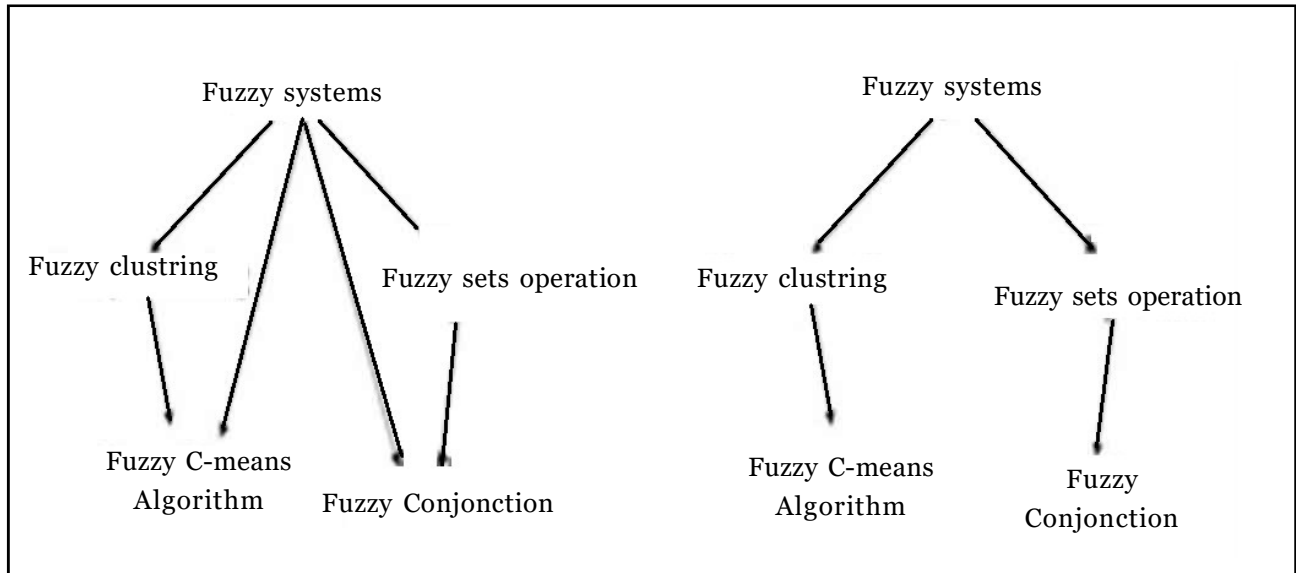 Fuzzy systems
Fuzzy clustring
Fuzzy sets operation
Fuzzy C-means
Algorithm
Fuzzy Conjonction
Fuzzy systems
Fuzzy clustring
Fuzzy sets operation
Fuzzy C-means
Algorithm
Fuzzy
Conjonction